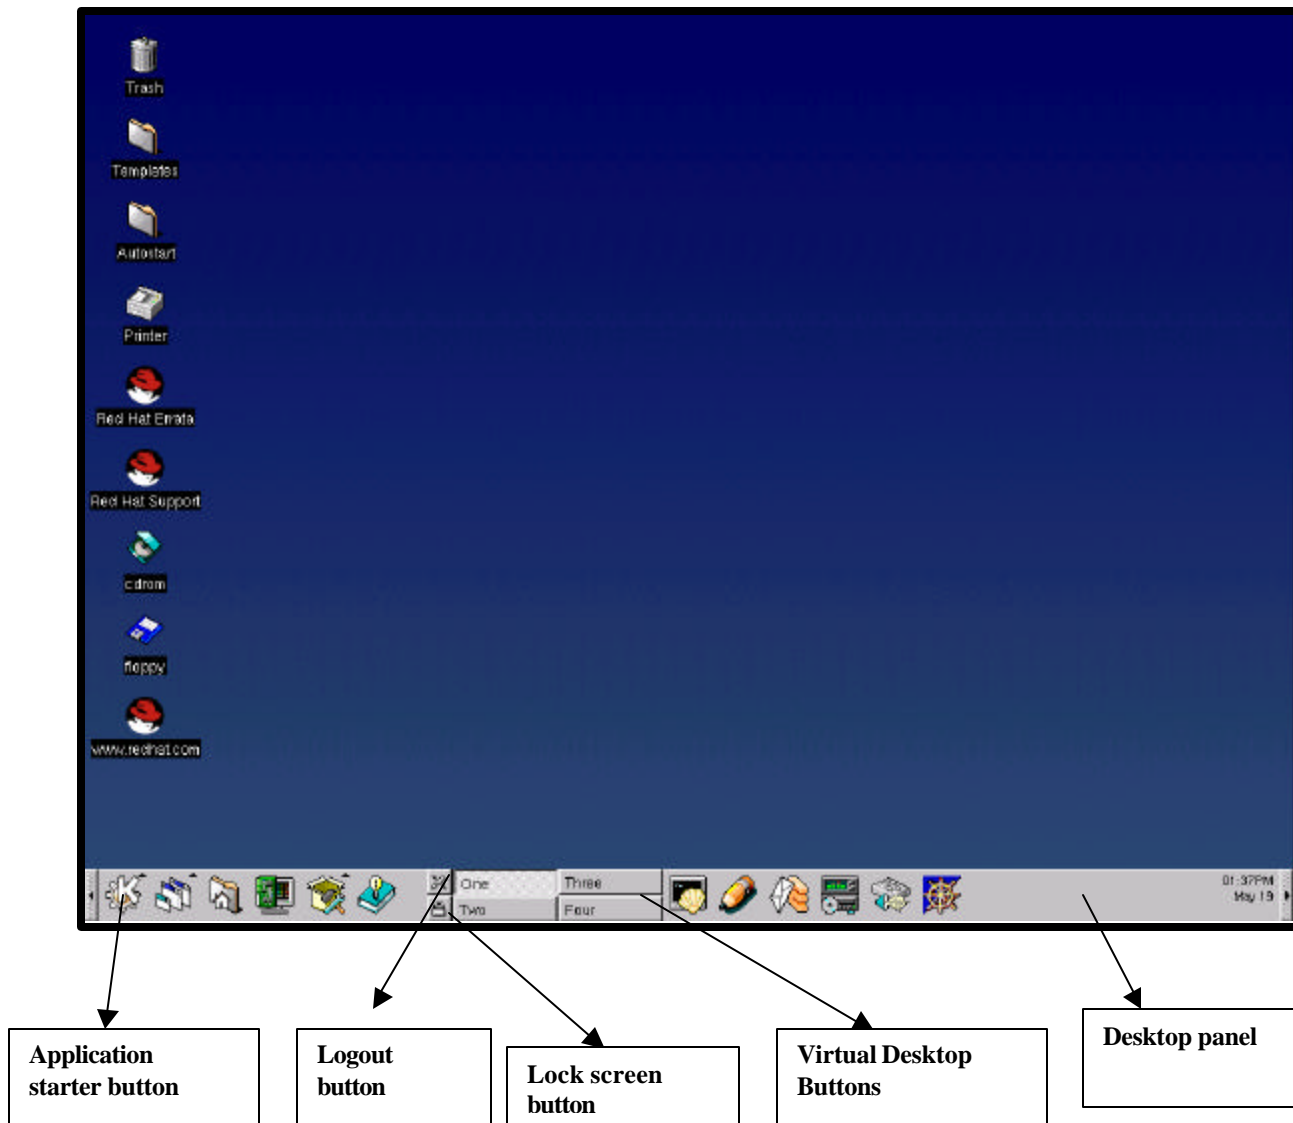 Trash
Templates
Autostart
Printer
Red Hat Errata
Red Hat Support
cdrom
floppy
www.redhat.com
K
One
Three
Two
Four
01:37PM
May 19
Application
starter button
Logout
button
Lock screen
button
Virtual Desktop
Buttons
Desktop panel